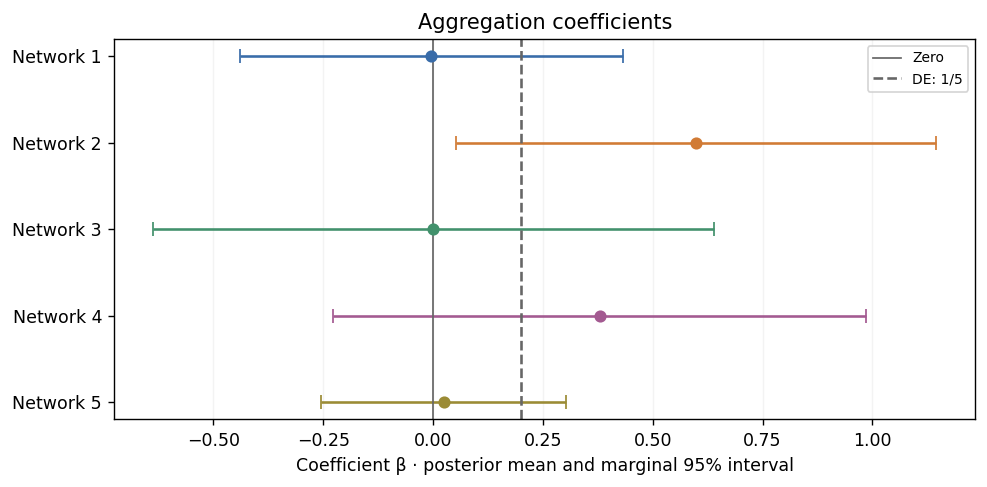 Aggregation coefficients
Network 1
Network 2
Network 3
Network 4
Network 5
Zero
DE: 1/5
−0.50 −0.25 0.00 0.25 0.50 0.75 1.00
Coefficient β · posterior mean and marginal 95% interval